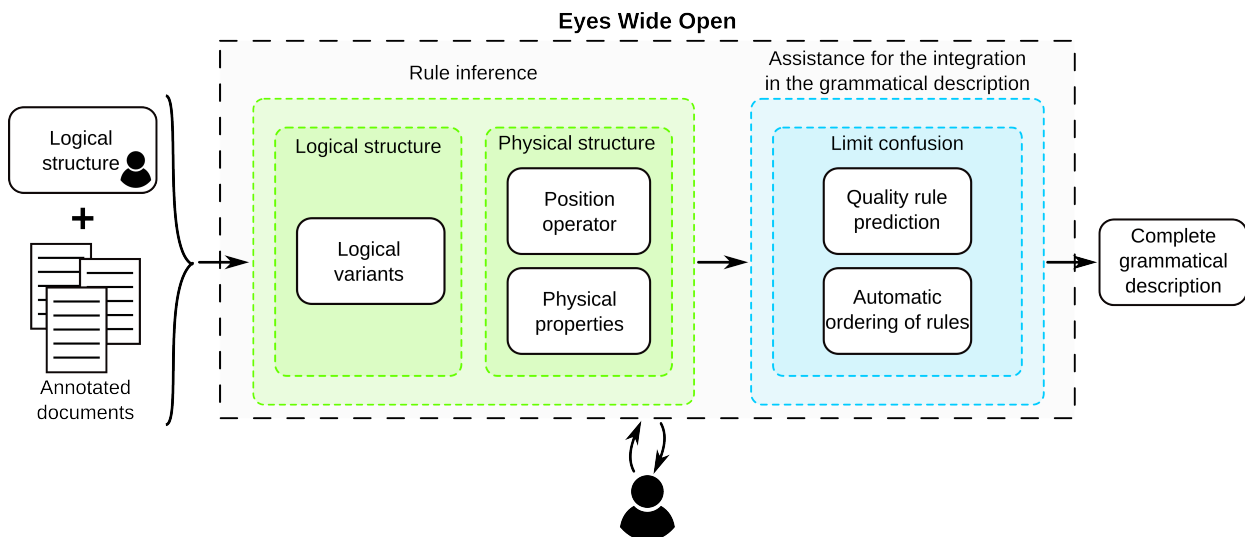 Eyes Wide Open
Rule inference
Assistance for the integration
in the grammatical description
Logical
structure
+
Annotated
documents
Logical structure
Logical
variants
Physical structure
Position
operator
Physical
properties
Limit confusion
Quality rule
prediction
Automatic
ordering of rules
Complete
grammatical
description